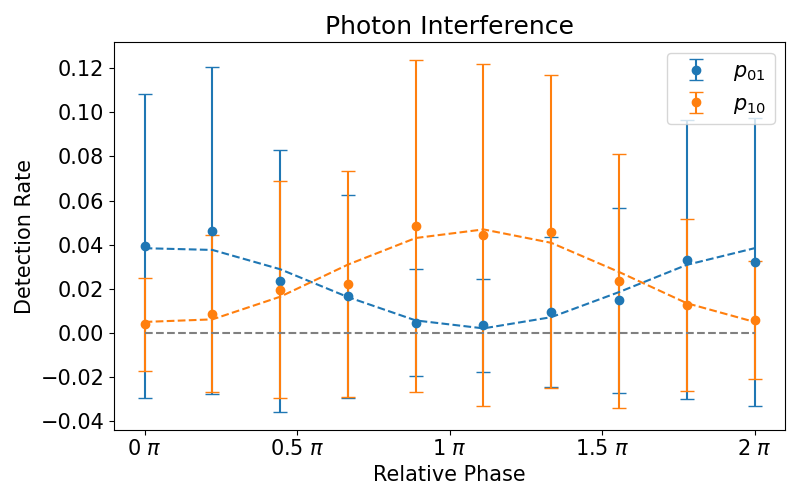 Photon Interference
Detection Rate
0.12
0.10
0.08
0.06
0.04
0.02
0.00
−0.02
−0.04
p01
p10
0 π
0.5 π
1 π
1.5 π
2 π
Relative Phase